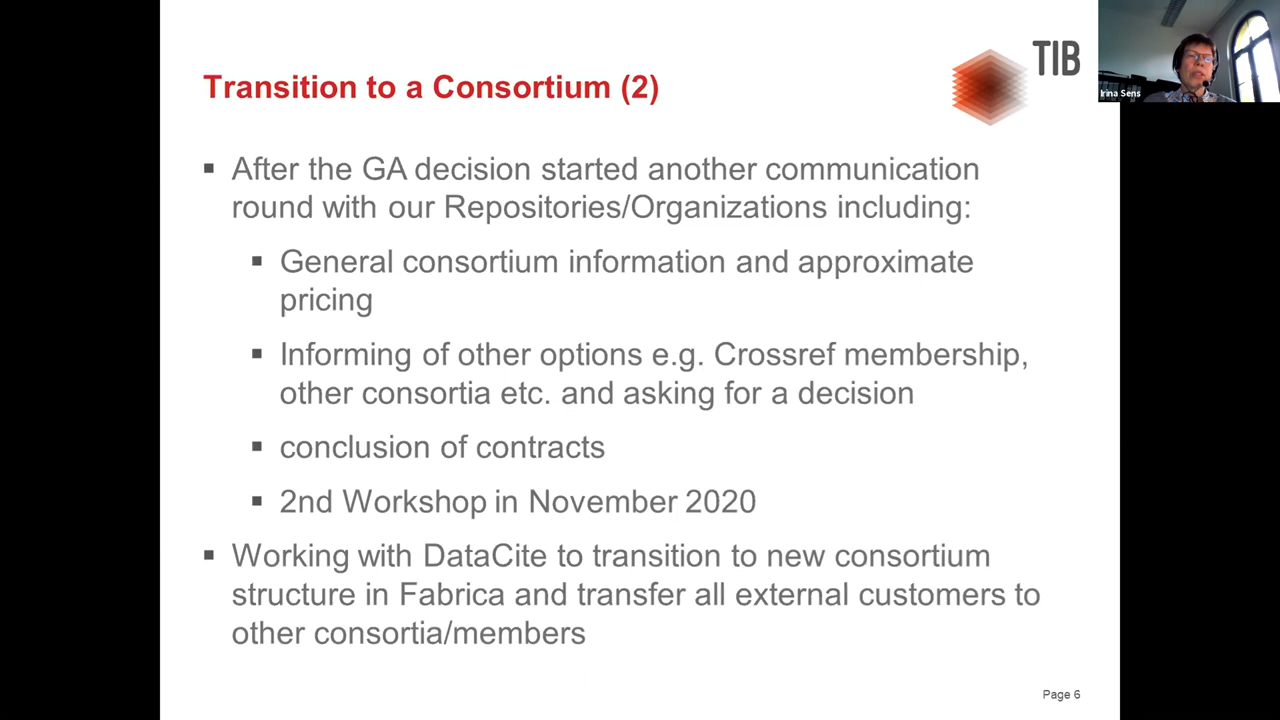 Transition to a Consortium (2)
TIB
Irina Sens
▪ After the GA decision started another communication
round with our Repositories/Organizations including:
▪ General consortium information and approximate
pricing
▪ Informing of other options e.g. Crossref membership,
other consortia etc. and asking for a decision
▪ conclusion of contracts
▪ 2nd Workshop in November 2020
▪ Working with DataCite to transition to new consortium
structure in Fabrica and transfer all external customers to
other consortia/members
Page 6